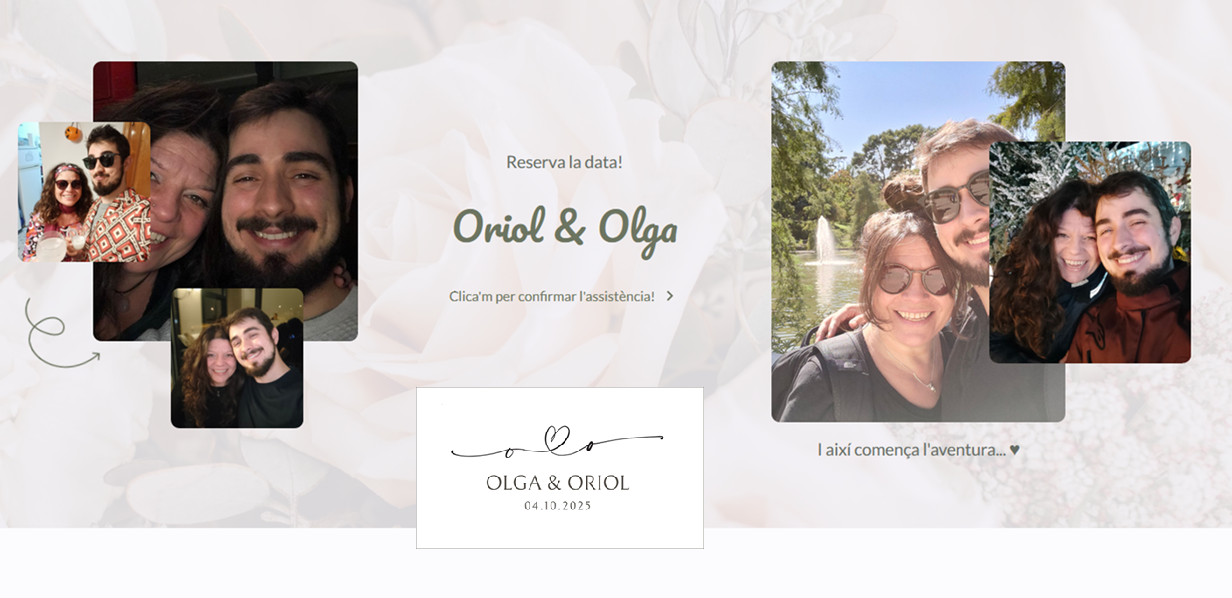 Reserva la data!
Oriol & Olga
Clica'm per confirmar l'assistència!
OLGA & ORIOL
04.10.2025
I així comença l'aventura... ♥